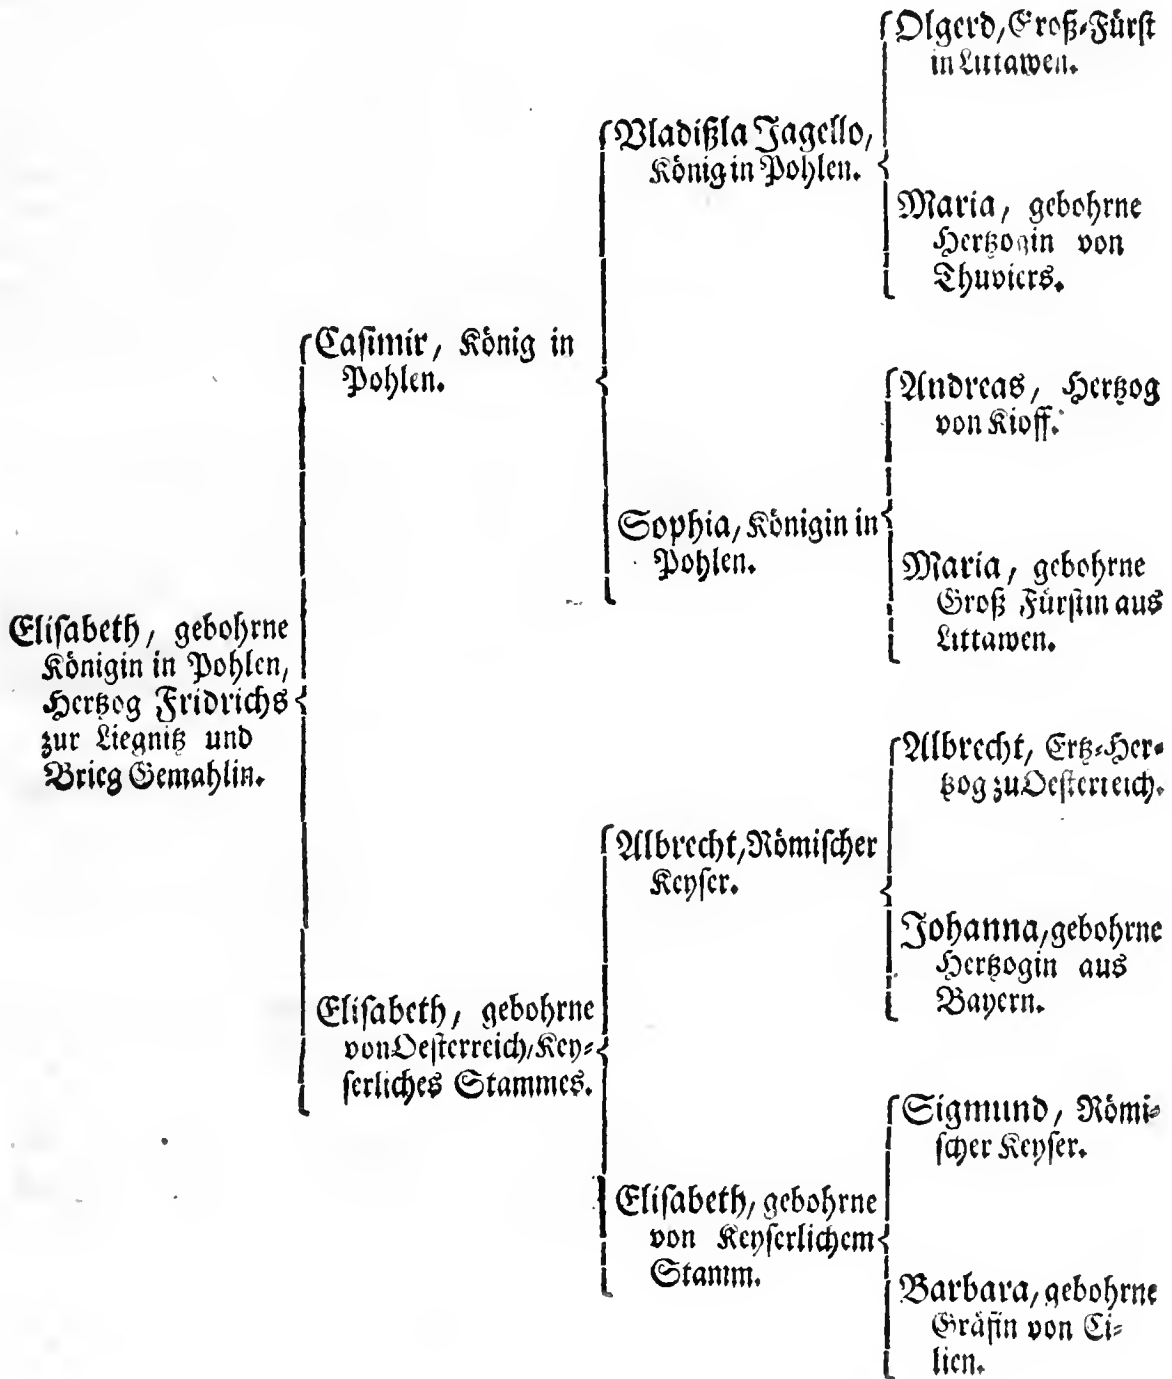 Elisabeth, gebohrne
Königin in Pohlen,
Hertzog Fridrichs
zur Liegnitz und
Brieg Gemahlin.
Casimir, König in
Pohlen.
Vladißla Jagello,
König in Pohlen.
Olgerd, Groß-Fürst
in Littawen.
Maria, gebohrne
Hertzogin von
Thuviers.
Sophia, Königin in
Pohlen.
Andreas, Hertzog
von Kioff.
Maria, gebohrne
Groß Fürstin aus
Littawen.
Elisabeth, gebohrne
von Oesterreich, Key-
serliches Stammes.
Albrecht, Römischer
Keyser.
Albrecht, Ertz-Her-
tzog zu Oesterreich.
Johanna, gebohrne
Hertzogin aus
Bayern.
Elisabeth, gebohrne
von Keyserlichem
Stamm.
Sigmund, Römi-
scher Keyser.
Barbara, gebohrne
Gräfin von Ci-
lien.